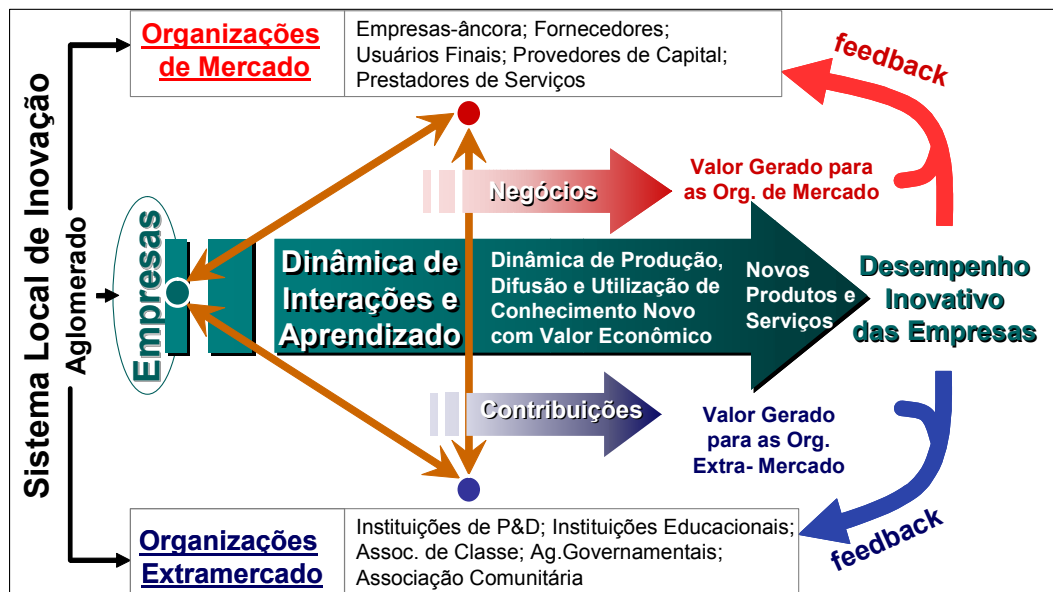 Sistema Local de Inovação
Aglomerado
Organizações
de Mercado
Empresas-âncora; Fornecedores;
Usuários Finais; Provedores de Capital;
Prestadores de Serviços
feedback
Negócios
Valor Gerado para
as Org. de Mercado
Empresas
Dinâmica de
Interações e
Aprendizado
Dinâmica de Produção,
Difusão e Utilização de
Conhecimento Novo
com Valor Econômico
Novos
Produtos e
Serviços
Desempenho
Inovativo
das Empresas
Contribuições
Valor Gerado
para as Org.
Extra- Mercado
Organizações
Extramercado
Instituições de P&D; Instituições Educacionais;
Assoc. de Classe; Ag.Governamentais;
Associação Comunitária
feedback